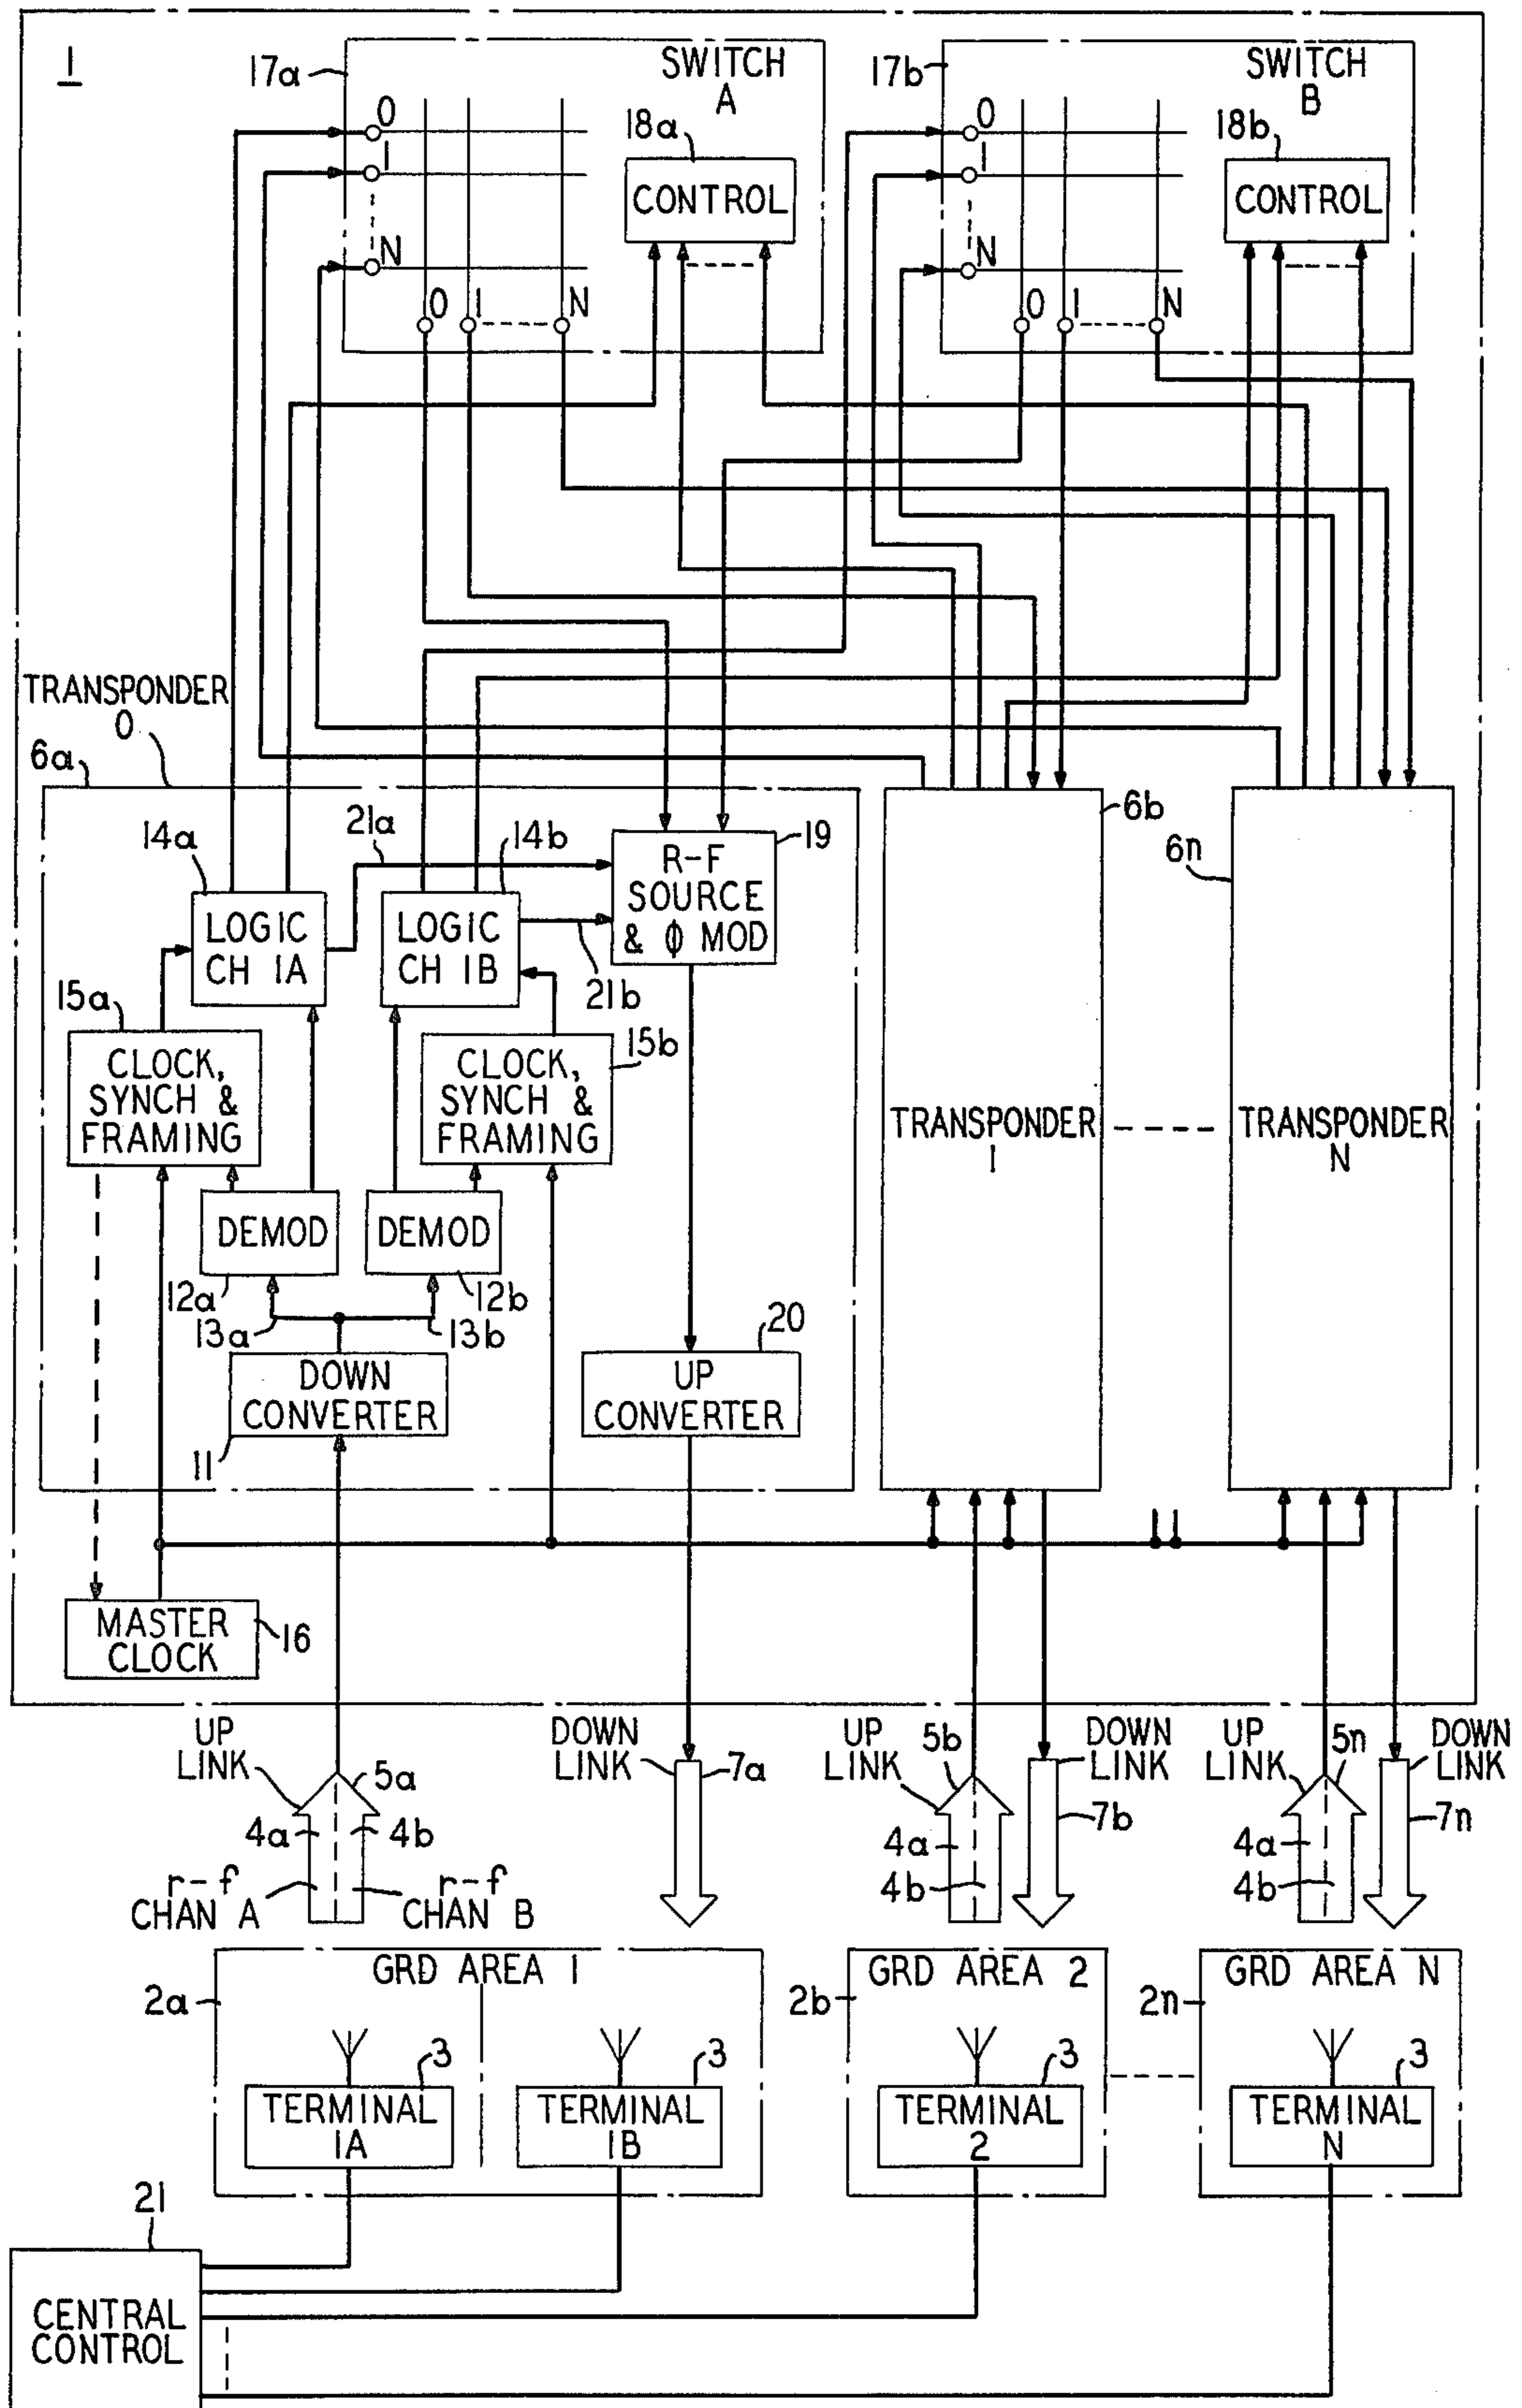 1
17a
SWITCH
A
17b
SWITCH
B
0
1
N
0
1
N
18a
CONTROL
0
1
N
0
1
N
18b
CONTROL
TRANSPONDER
0
6a
14a
21a
14b
19
6b
6n
LOGIC
CH 1A
LOGIC
CH 1B
R-F
SOURCE
& ϕ MOD
21b
15a
CLOCK,
SYNCH &
FRAMING
15b
CLOCK,
SYNCH &
FRAMING
TRANSPONDER
1
TRANSPONDER
N
DEMOD
DEMOD
12a
12b
13a
13b
20
DOWN
CONVERTER
11
UP
CONVERTER
MASTER
CLOCK
16
UP
LINK
5a
4a
4b
r-f
CHAN A
r-f
CHAN B
DOWN
LINK
7a
UP
LINK
5b
4a
4b
DOWN
LINK
7b
UP
LINK
5n
4a
4b
DOWN
LINK
7n
GRD AREA 1
2a
3
TERMINAL
1A
3
TERMINAL
1B
GRD AREA 2
2b
3
TERMINAL
2
GRD AREA N
2n
3
TERMINAL
N
21
CENTRAL
CONTROL